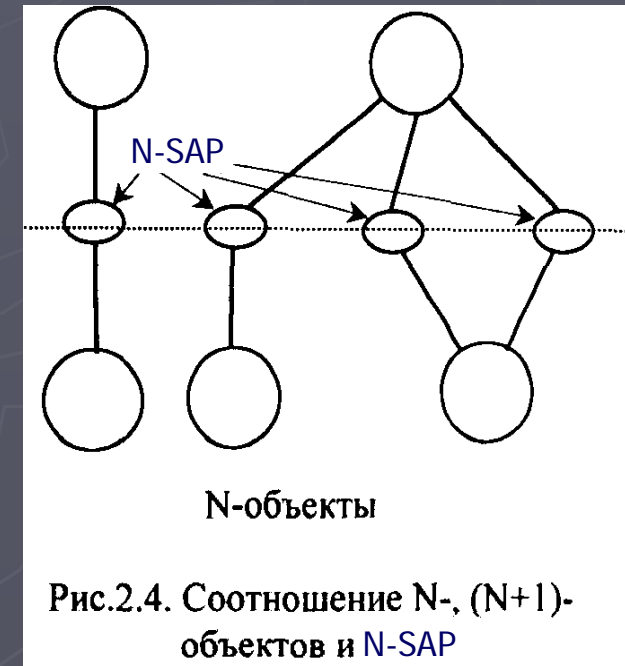 N-SAP
N-объекты
Рис.2.4. Соотношение N-, (N+1)-
объектов и N-SAP